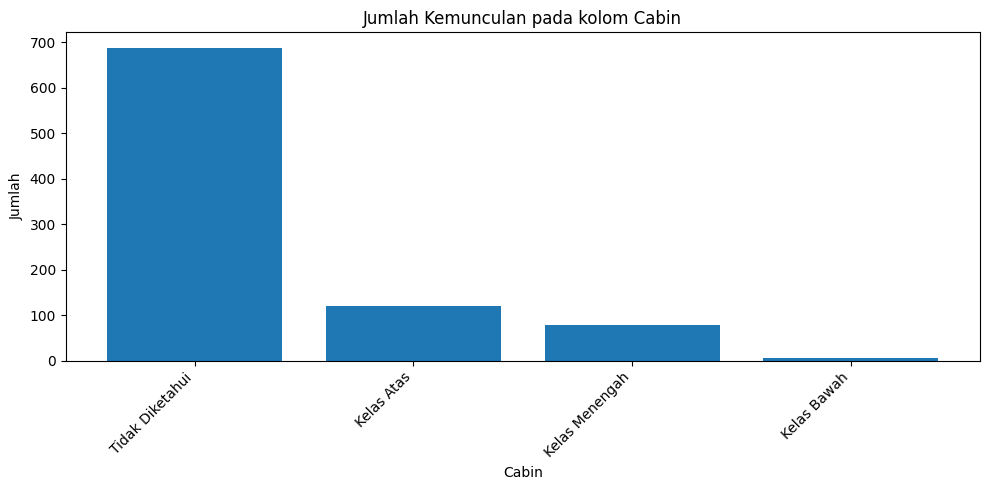 Jumlah Kemunculan pada kolom Cabin
Jumlah
700
600
500
400
300
200
100
0
Tidak Diketahui
Kelas Atas
Kelas Menengah
Kelas Bawah
Cabin